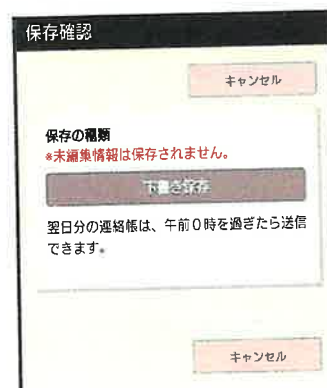 保存確認
キャンセル
保存の種類
※未編集情報は保存されません。
下書き保存
翌日分の連絡帳は、午前0時を過ぎたら送信
できます。
キャンセル